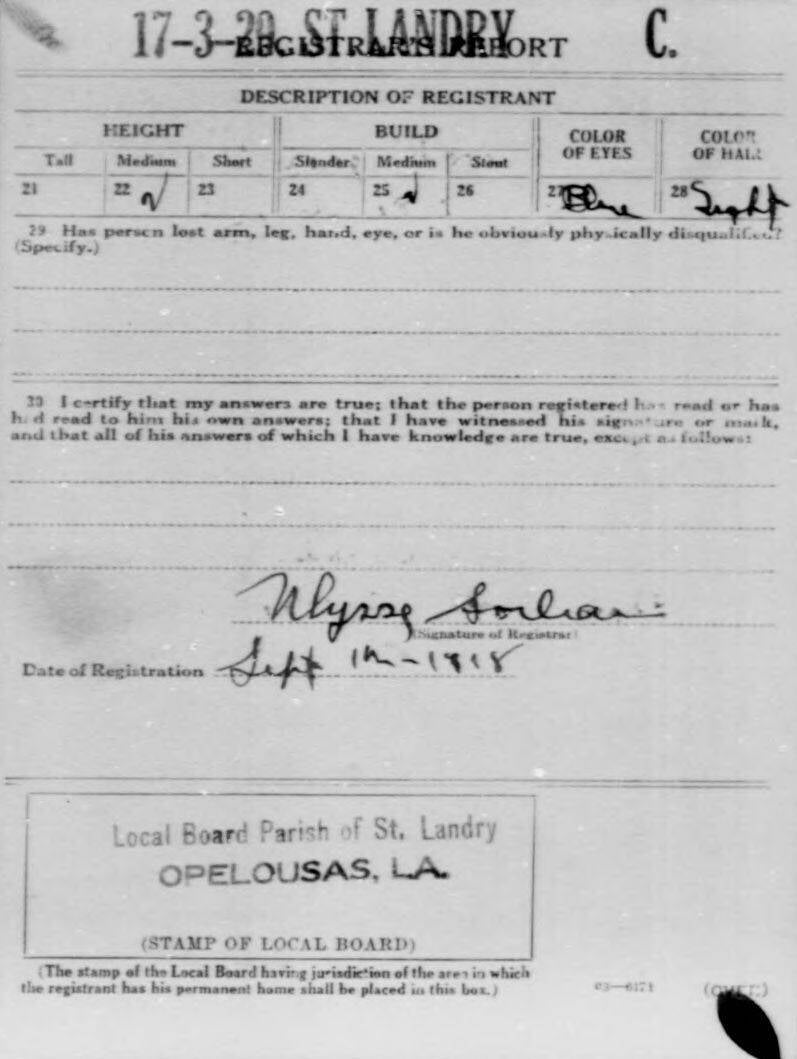 17-3-29 ST. LANDRY C.
REGISTRAR'S REPORT
DESCRIPTION OF REGISTRANT
HEIGHT BUILD COLOR OF EYES COLOR OF HAIR
Tall Medium Short Slender Medium Stout
21 22 ✓ 23 24 25 ✓ 26 27 Blue 28 Light
29 Has person lost arm, leg, hand, eye, or is he obviously physically disqualified?
(Specify.)
30 I certify that my answers are true; that the person registered has read or has
had read to him his own answers; that I have witnessed his signature or mark,
and that all of his answers of which I have knowledge are true, except as follows:
Ulysse
(Signature of Registrar)
Date of Registration Sept 1918
Local Board Parish of St. Landry
OPELOUSAS, LA.
(STAMP OF LOCAL BOARD)
(The stamp of the Local Board having jurisdiction of the area in which
the registrant has his permanent home shall be placed in this box.)
03—6171 (OVER)